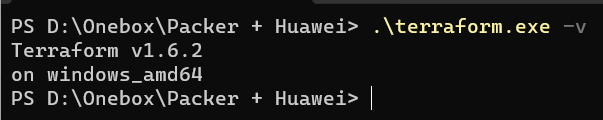 PS D:\Onebox\Packer + Huawei> .\terraform.exe -v
Terraform v1.6.2
on windows_amd64
PS D:\Onebox\Packer + Huawei>